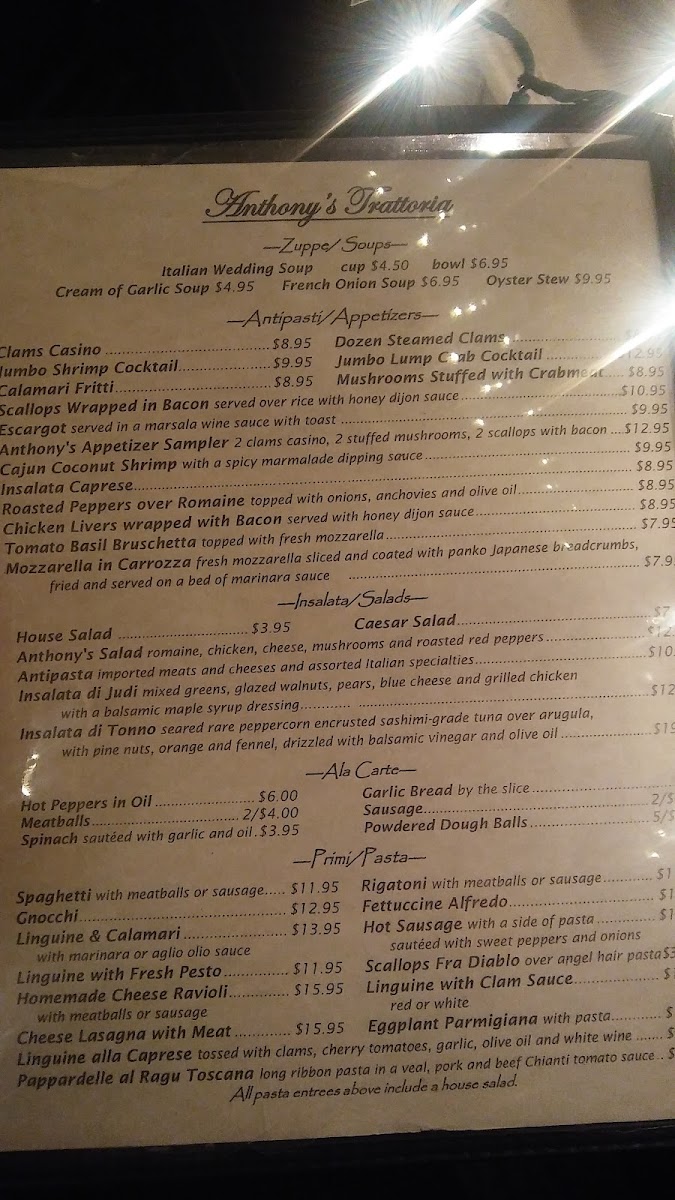 Anthony's Trattoria
—Zuppe/Soups—
Italian Wedding Soup cup $4.50 bowl $6.95
Cream of Garlic Soup $4.95 French Onion Soup $6.95 Oyster Stew $9.95
—Antipasti/Appetizers—
Clams Casino $8.95 Dozen Steamed Clams
Jumbo Shrimp Cocktail $9.95 Jumbo Lump Crab Cocktail $12.95
Calamari Fritti $8.95 Mushrooms Stuffed with Crabmeat $8.95
Scallops Wrapped in Bacon served over rice with honey dijon sauce $10.95
Escargot served in a marsala wine sauce with toast $9.95
Anthony's Appetizer Sampler 2 clams casino, 2 stuffed mushrooms, 2 scallops with bacon $12.95
Cajun Coconut Shrimp with a spicy marmalade dipping sauce $9.95
Insalata Caprese $8.95
Roasted Peppers over Romaine topped with onions, anchovies and olive oil $8.95
Chicken Livers wrapped with Bacon served with honey dijon sauce $8.95
Tomato Basil Bruschetta topped with fresh mozzarella $7.95
Mozzarella in Carrozza fresh mozzarella sliced and coated with panko Japanese breadcrumbs,
fried and served on a bed of marinara sauce $7.9
—Insalata/Salads—
House Salad $3.95 Caesar Salad $7
Anthony's Salad romaine, chicken, cheese, mushrooms and roasted red peppers $12
Antipasta imported meats and cheeses and assorted Italian specialties $10
Insalata di Judi mixed greens, glazed walnuts, pears, blue cheese and grilled chicken
with a balsamic maple syrup dressing $12
Insalata di Tonno seared rare peppercorn encrusted sashimi-grade tuna over arugula,
with pine nuts, orange and fennel, drizzled with balsamic vinegar and olive oil
—Ala Carte—
Hot Peppers in Oil $6.00 Garlic Bread by the slice
Meatballs 2/$4.00 Sausage 2/$
Spinach sautéed with garlic and oil $3.95 Powdered Dough Balls 5/$
—Primi/Pasta—
Spaghetti with meatballs or sausage $11.95 Rigatoni with meatballs or sausage $1
Gnocchi $12.95 Fettuccine Alfredo $1
Linguine & Calamari $13.95 Hot Sausage with a side of pasta $1
with marinara or aglio olio sauce sautéed with sweet peppers and onions
Linguine with Fresh Pesto $11.95 Scallops Fra Diablo over angel hair pasta
Homemade Cheese Ravioli $15.95 Linguine with Clam Sauce
with meatballs or sausage red or white
Cheese Lasagna with Meat $15.95 Eggplant Parmigiana with pasta $
Linguine alla Caprese tossed with clams, cherry tomatoes, garlic, olive oil and white wine $
Pappardelle al Ragu Toscana long ribbon pasta in a veal, pork and beef Chianti tomato sauce $
All pasta entrees above include a house salad.